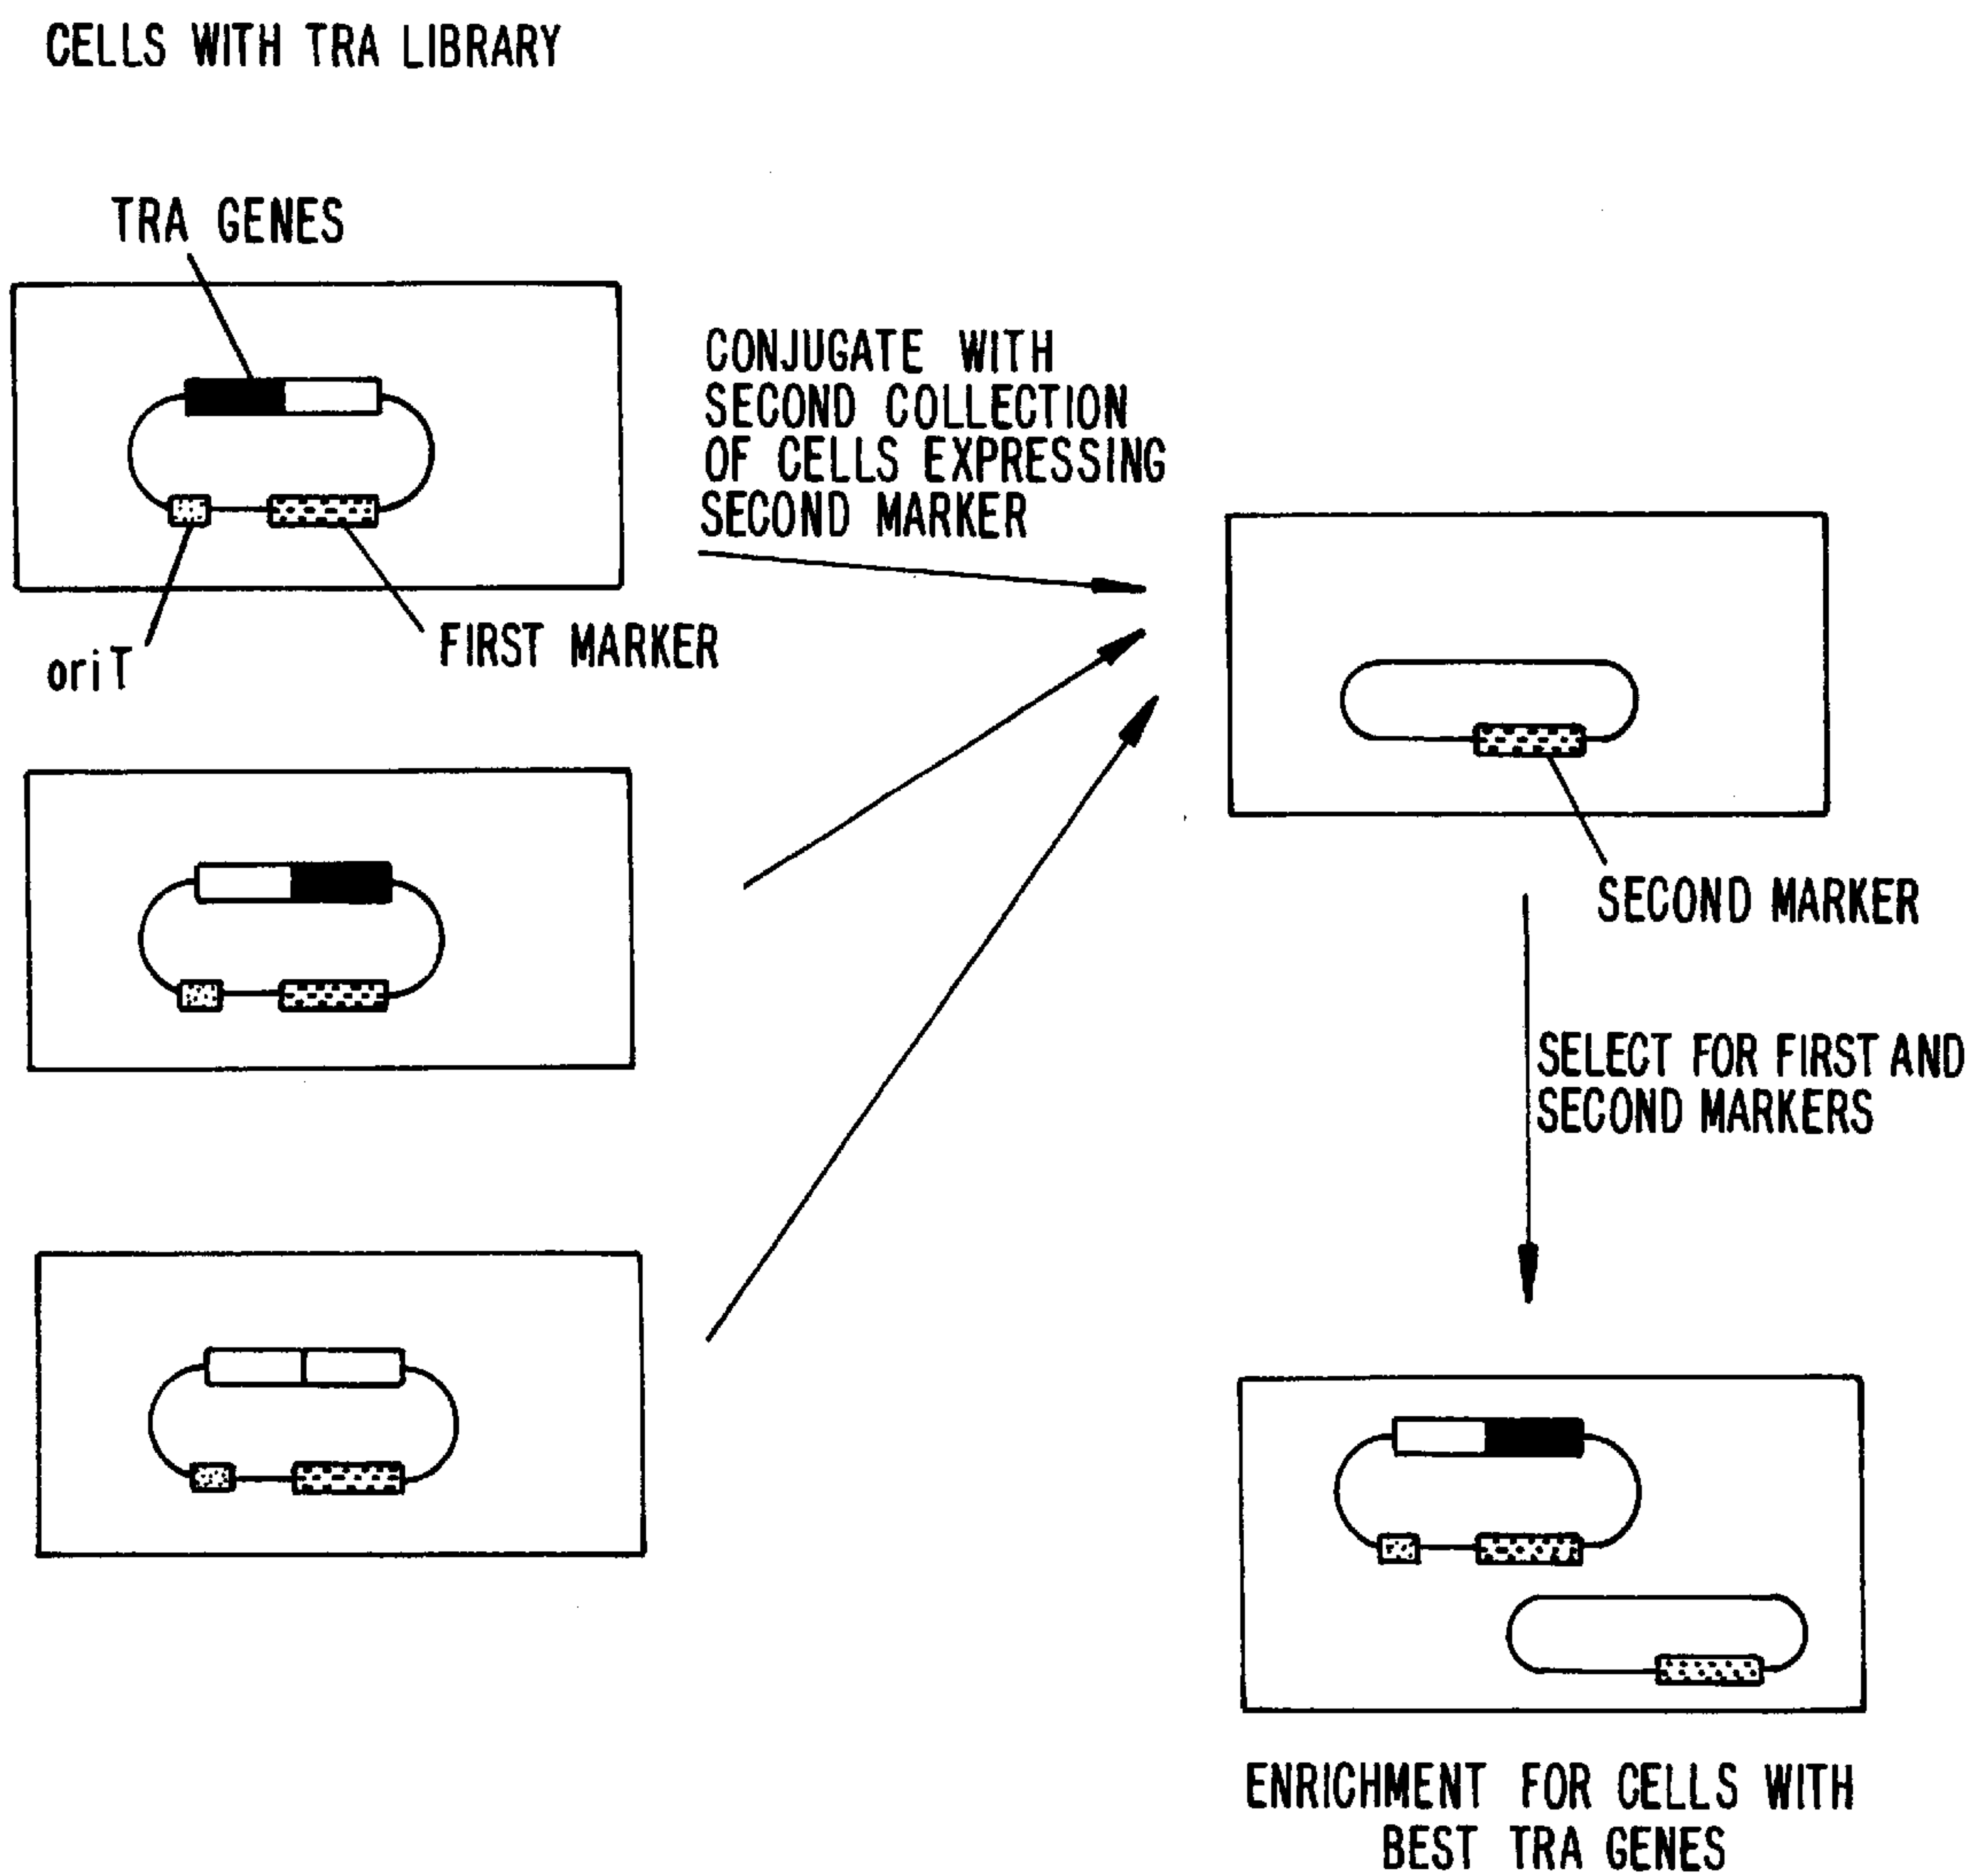 CELLS WITH TRA LIBRARY
TRA GENES
CONJUGATE WITH
SECOND COLLECTION
OF CELLS EXPRESSING
SECOND MARKER
oriT
FIRST MARKER
SECOND MARKER
SELECT FOR FIRST AND
SECOND MARKERS
ENRICHMENT FOR CELLS WITH
BEST TRA GENES